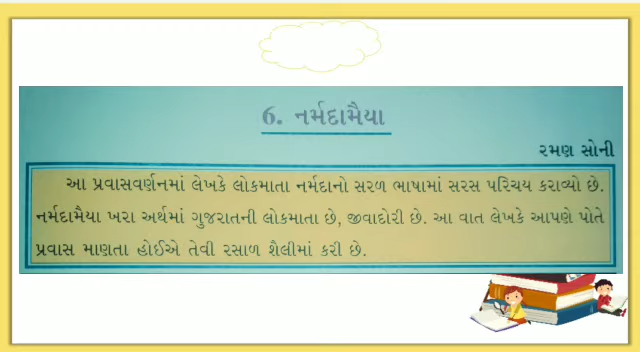 6. નર્મદામૈયા
રમણ સોની
આ પ્રવાસવર્ણનમાં લેખકે લોકમાતા નર્મદાનો સરળ ભાષામાં સરસ પરિચય કરાવ્યો છે.
નર્મદામૈયા ખરા અર્થમાં ગુજરાતની લોકમાતા છે, જીવાદોરી છે. આ વાત લેખકે આપણે પોતે
પ્રવાસ માણતા હોઈએ તેવી રસાળ શૈલીમાં કરી છે.